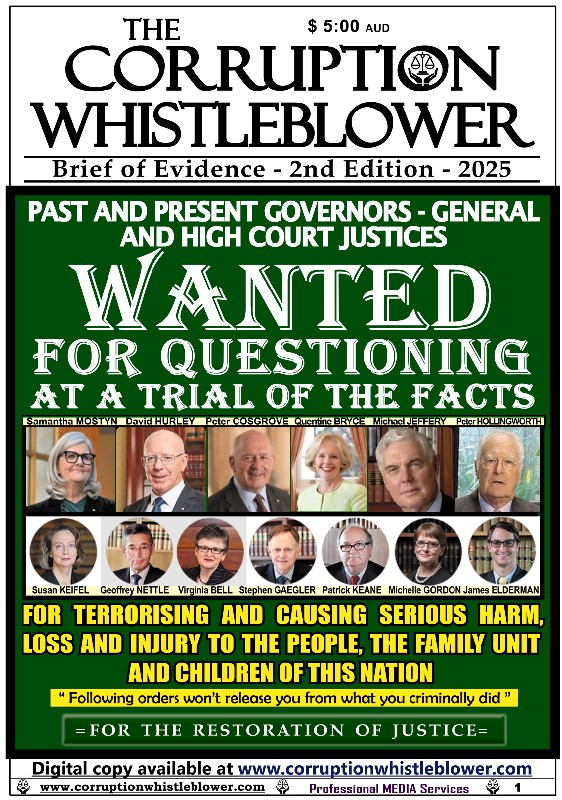 THE
$ 5:00 AUD
CORRUPTION
WHISTLEBLOWER
Brief of Evidence - 2nd Edition - 2025
PAST AND PRESENT GOVERNORS - GENERAL
AND HIGH COURT JUSTICES
WANTED
FOR QUESTIONING
AT A TRIAL OF THE FACTS
Samantha MOSTYN David HURLEY Peter COSGROVE Quentine BRYCE Michael JEFFERY Peter HOLLINGWORTH
Susan KEIFEL Geoffrey NETTLE Virginia BELL Stephen GAEGLER Patrick KEANE Michelle GORDON James ELDERMAN
FOR TERRORISING AND CAUSING SERIOUS HARM,
LOSS AND INJURY TO THE PEOPLE, THE FAMILY UNIT
AND CHILDREN OF THIS NATION
“ Following orders won’t release you from what you criminally did ”
=FOR THE RESTORATION OF JUSTICE=
Digital copy available at www.corruptionwhistleblower.com
www.corruptionwhistleblower.com Professional MEDIA Services 1